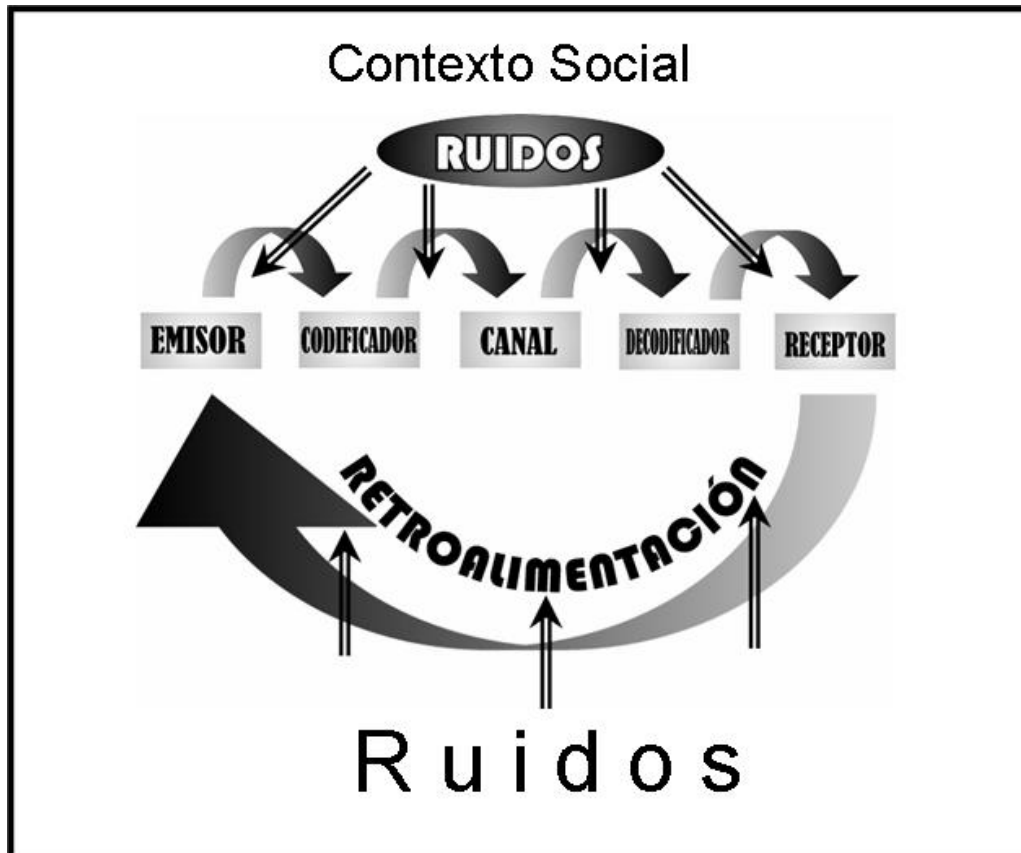 Contexto Social
RUIDOS
EMISOR
CODIFICADOR
CANAL
DECODIFICADOR
RECEPTOR
RETROALIMENTACIÓN
Ruidos